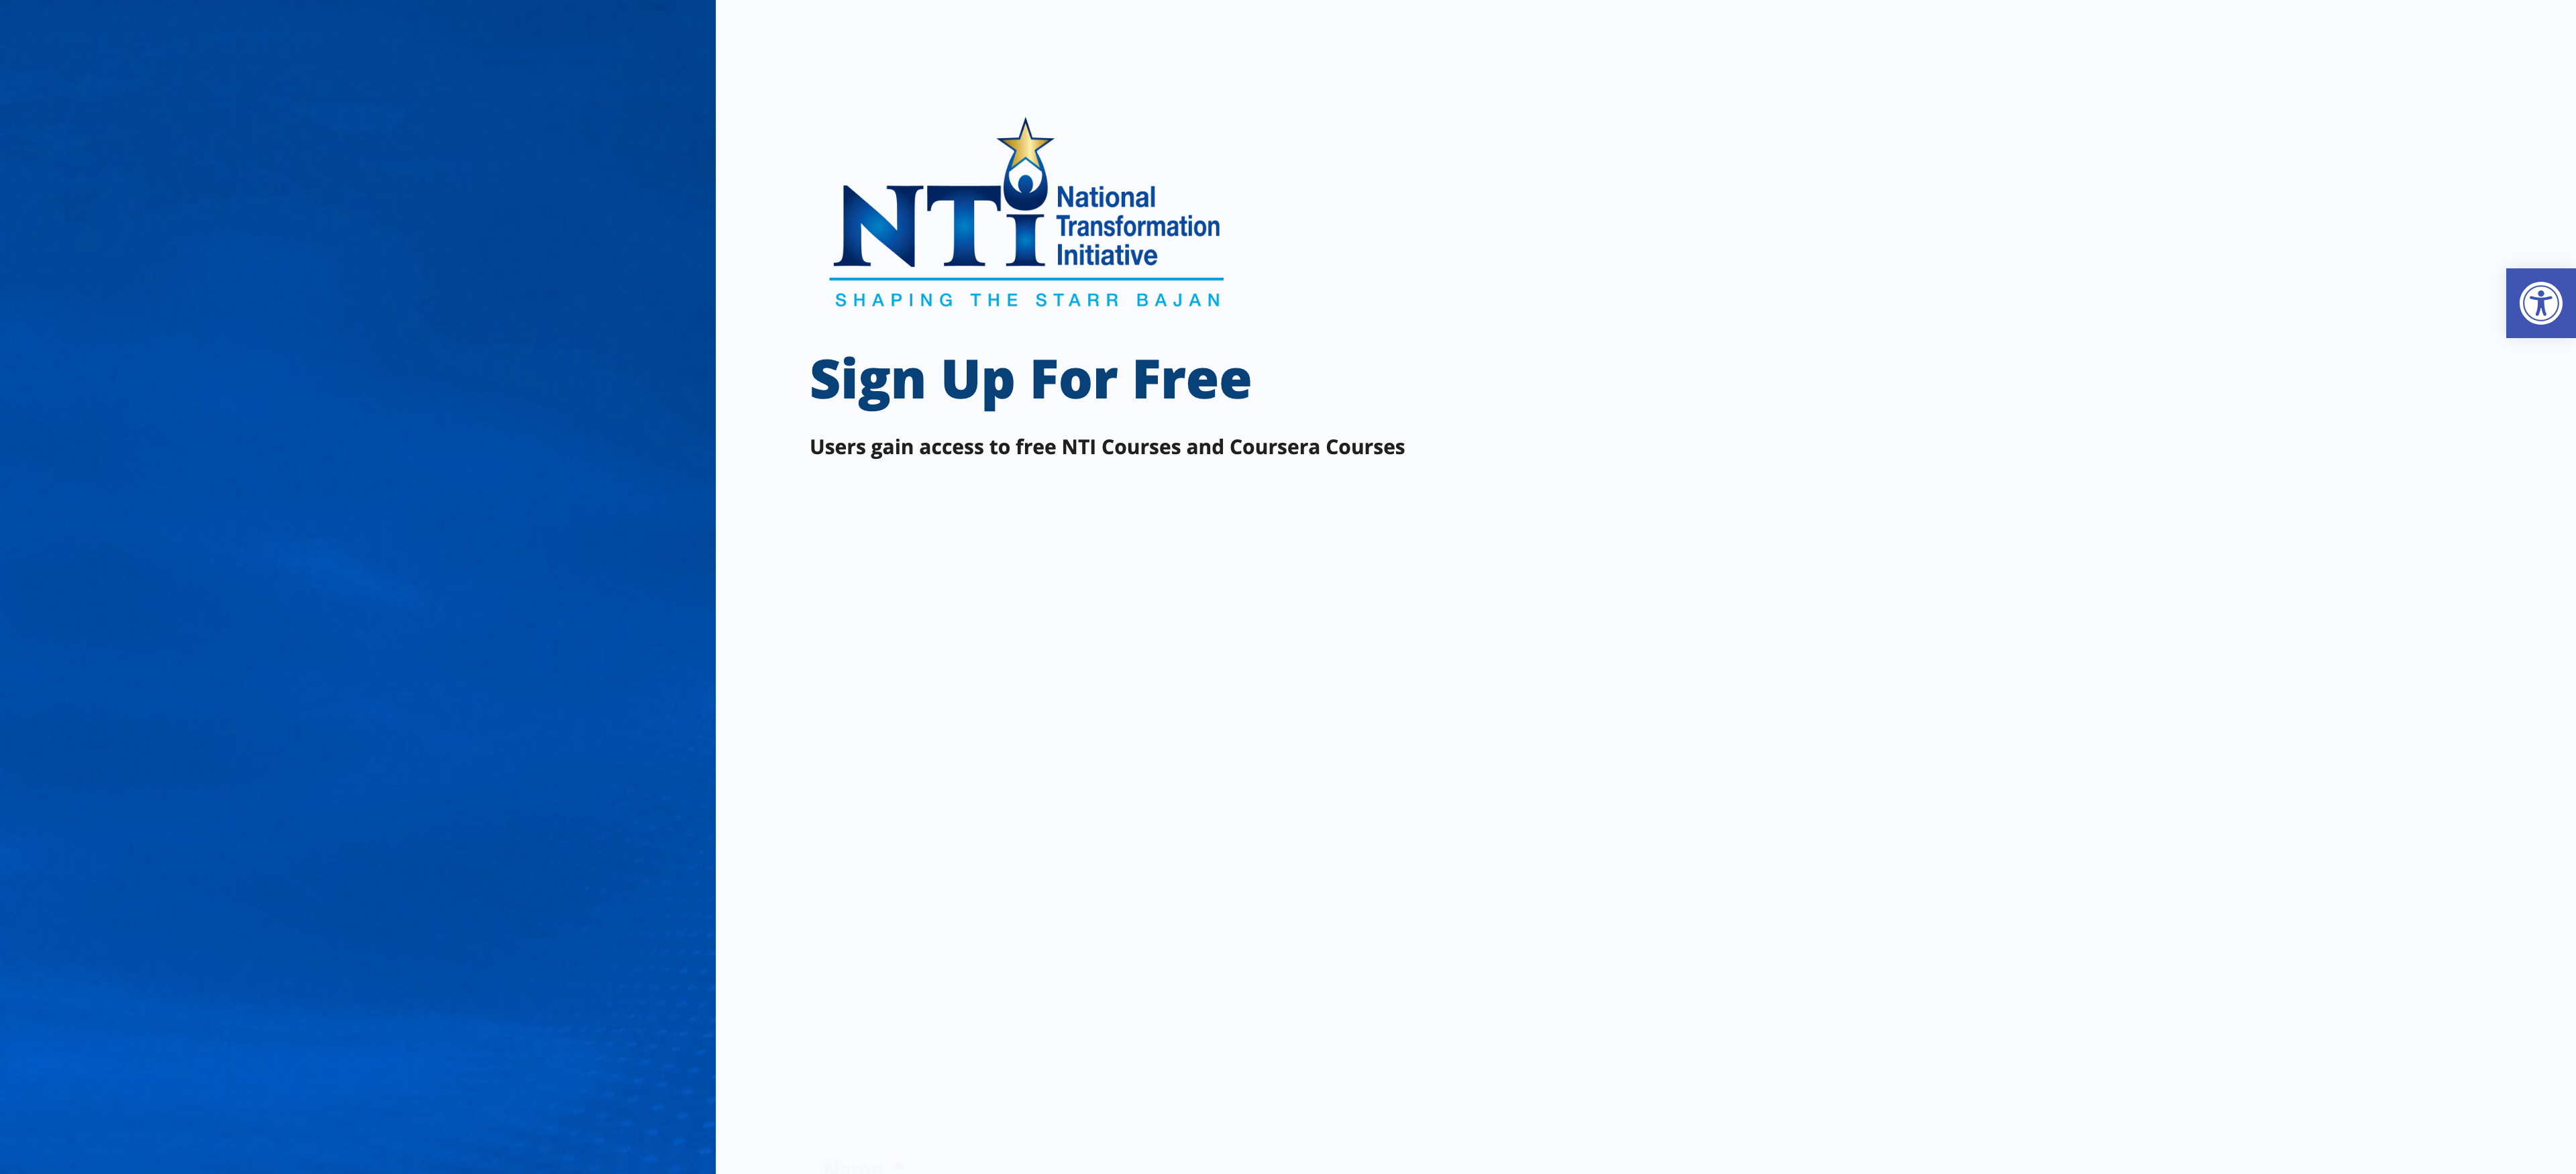 NTi
National
Transformation
Initiative
SHAPING THE STARR BAJAN
Sign Up For Free
Users gain access to free NTI Courses and Coursera Courses